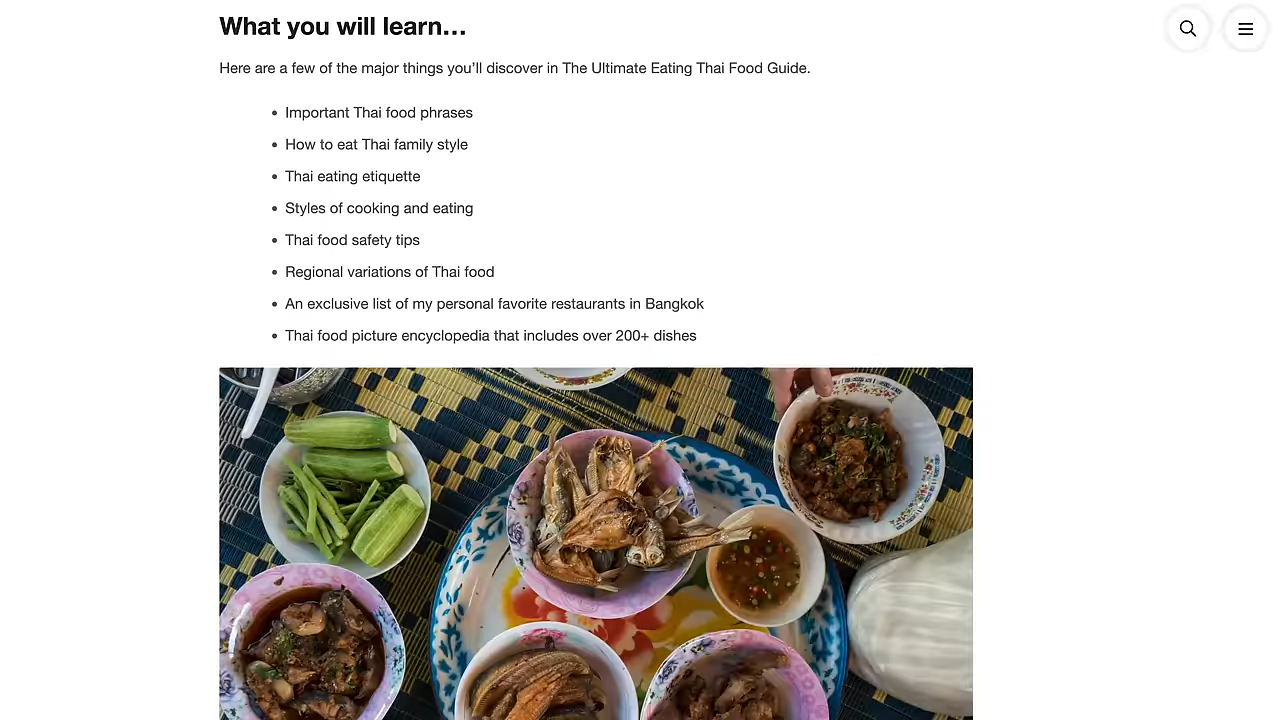 What you will learn…
Here are a few of the major things you’ll discover in The Ultimate Eating Thai Food Guide.
Important Thai food phrases
How to eat Thai family style
Thai eating etiquette
Styles of cooking and eating
Thai food safety tips
Regional variations of Thai food
An exclusive list of my personal favorite restaurants in Bangkok
Thai food picture encyclopedia that includes over 200+ dishes